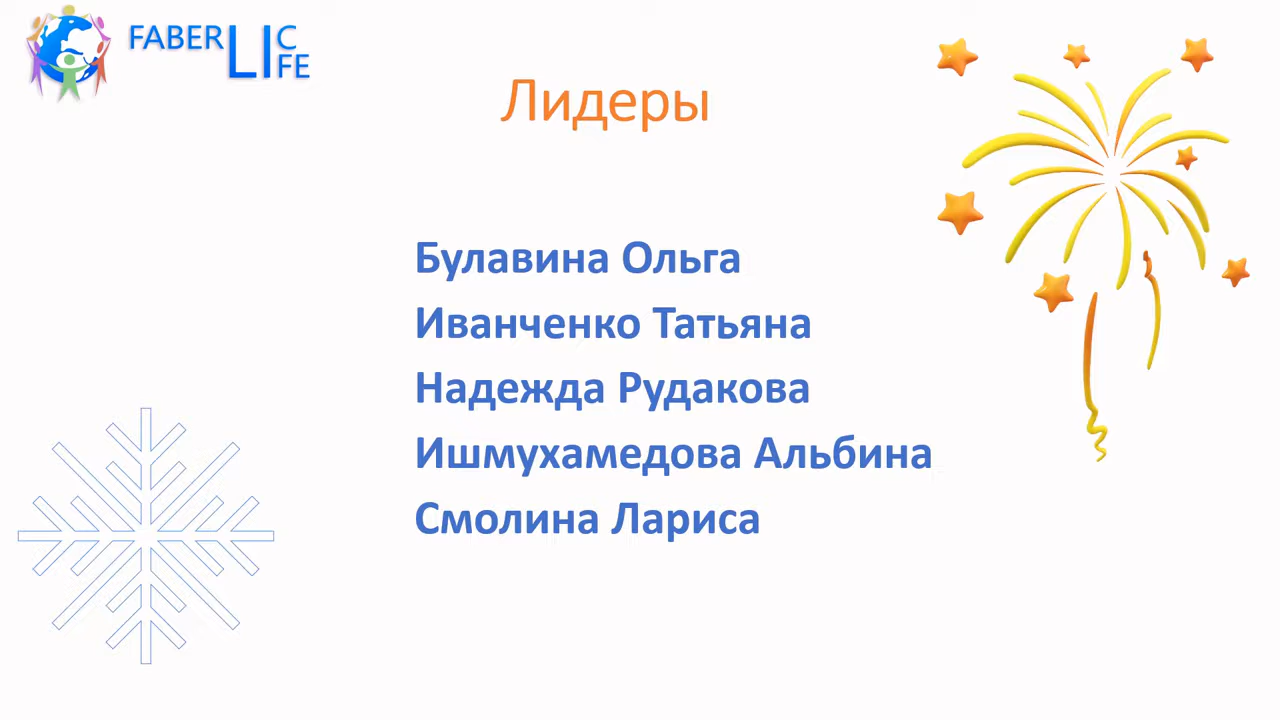 FABERLIC
LIFE
Лидеры
Булавина Ольга
Иванченко Татьяна
Надежда Рудакова
Ишмухамедова Альбина
Смолина Лариса